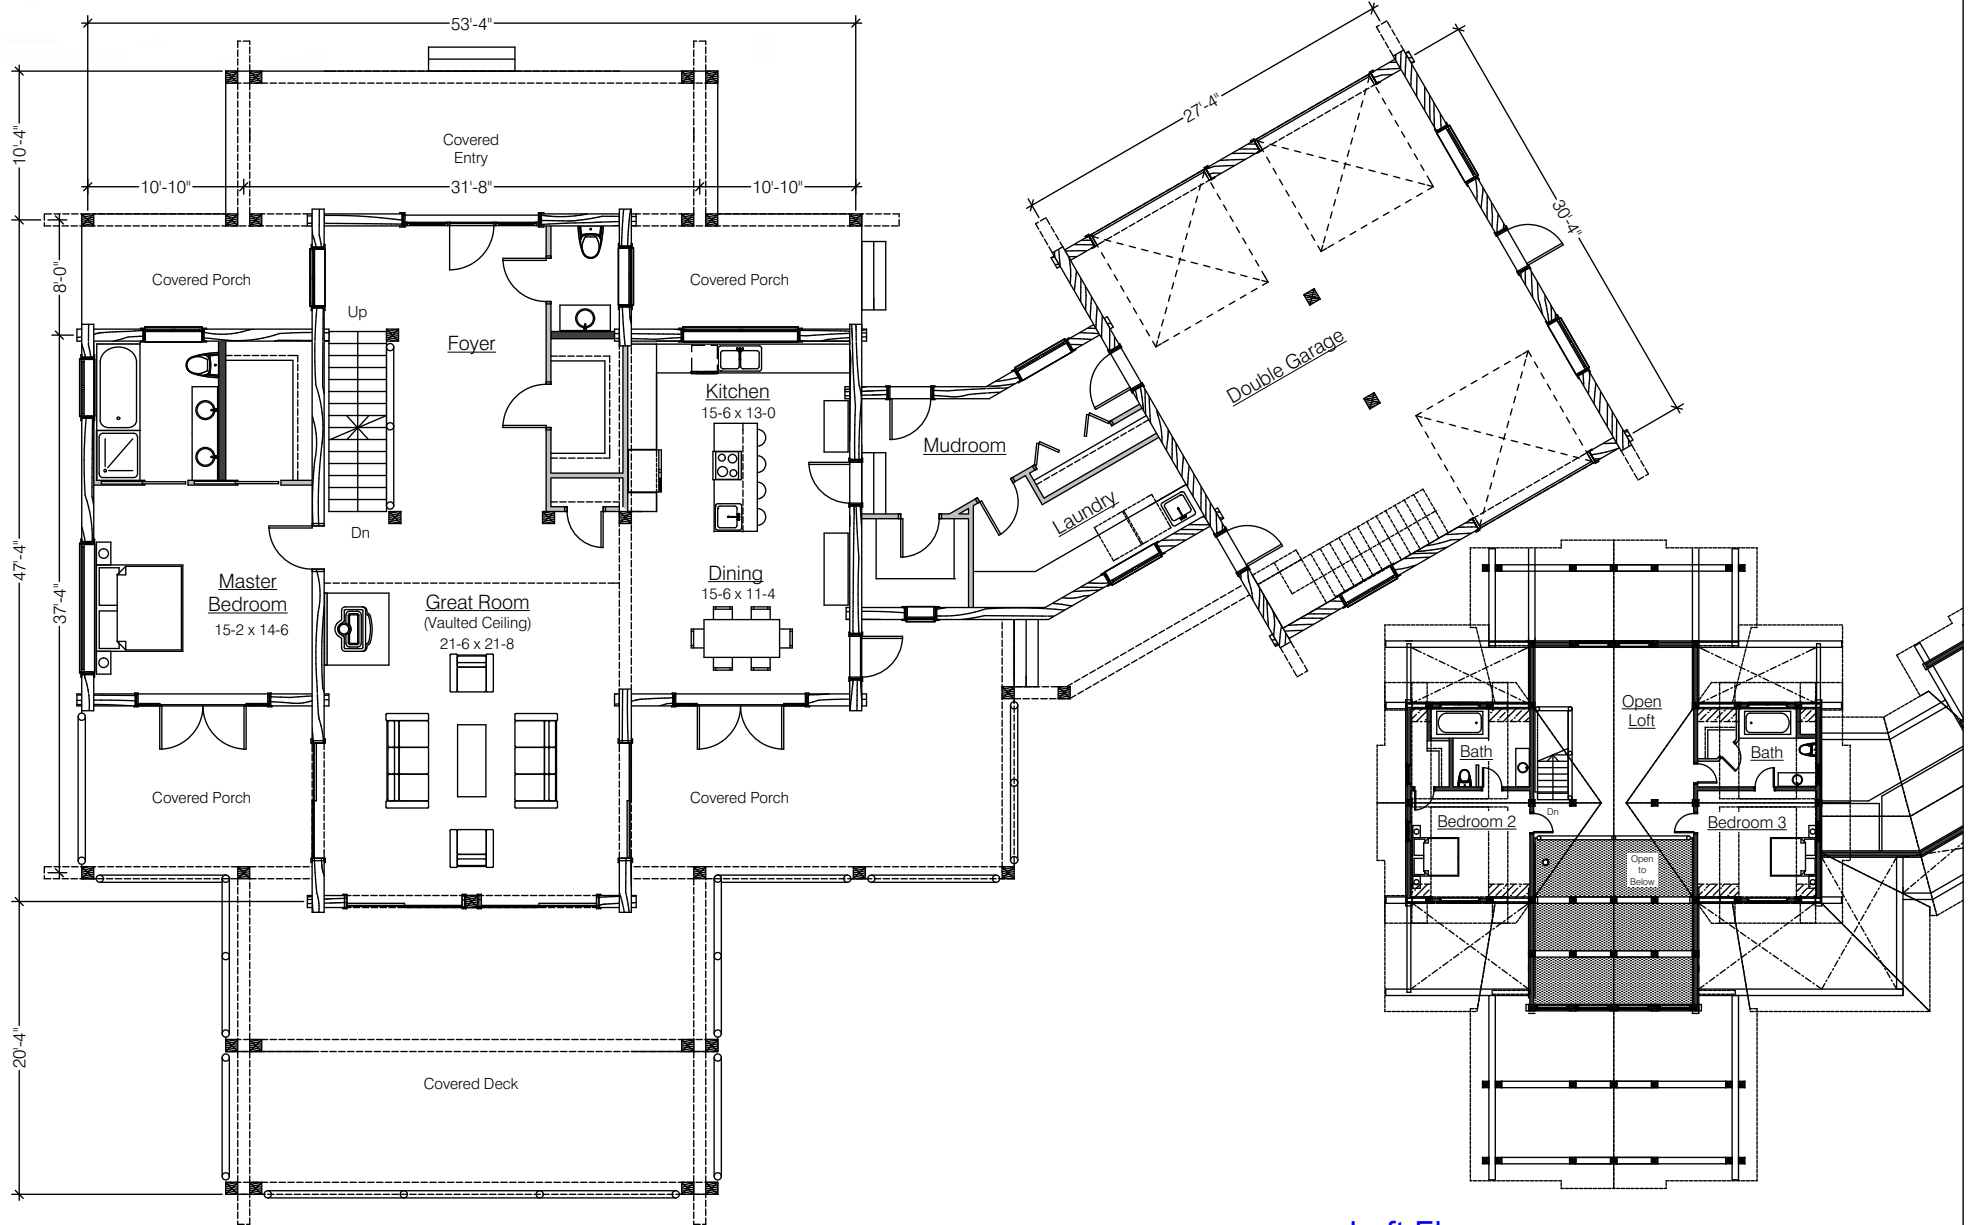 53'-4"
27'-4"
10'-4"
Covered
Entry
10'-10"
31'-8"
10'-10"
30'-4"
8'-0"
Covered Porch
Covered Porch
Up
Foyer
Double Garage
Kitchen
15-6 x 13-0
Mudroom
Laundry
Dn
47'-4"
37'-4"
Master
Bedroom
15-2 x 14-6
Great Room
(Vaulted Ceiling)
21-6 x 21-8
Dining
15-6 x 11-4
Covered Porch
Covered Porch
20'-4"
Covered Deck
Open
Loft
Bath
Bath
Dn
Bedroom 2
Bedroom 3
Open
to
Below